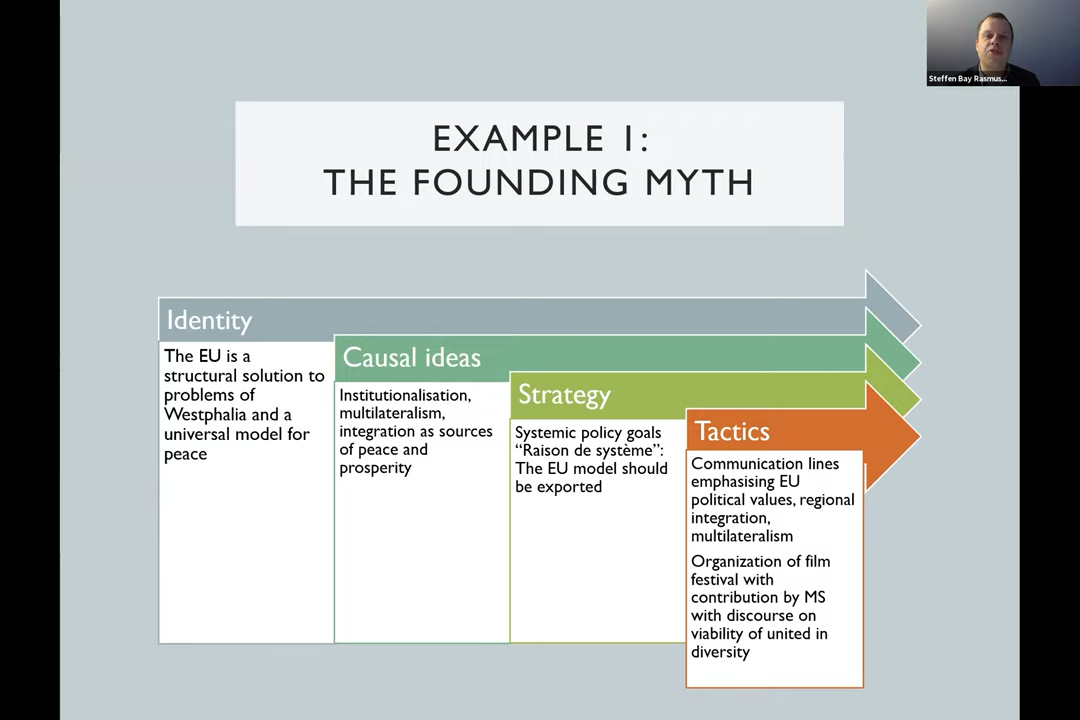 Steffen Bay Rasmus...
EXAMPLE 1:
THE FOUNDING MYTH
Identity
The EU is a
structural solution to
problems of
Westphalia and a
universal model for
peace
Causal ideas
Institutionalisation,
multilateralism,
integration as sources
of peace and
prosperity
Strategy
Systemic policy goals
“Raison de système”:
The EU model should
be exported
Tactics
Communication lines
emphasising EU
political values, regional
integration,
multilateralism
Organization of film
festival with
contribution by MS
with discourse on
viability of united in
diversity